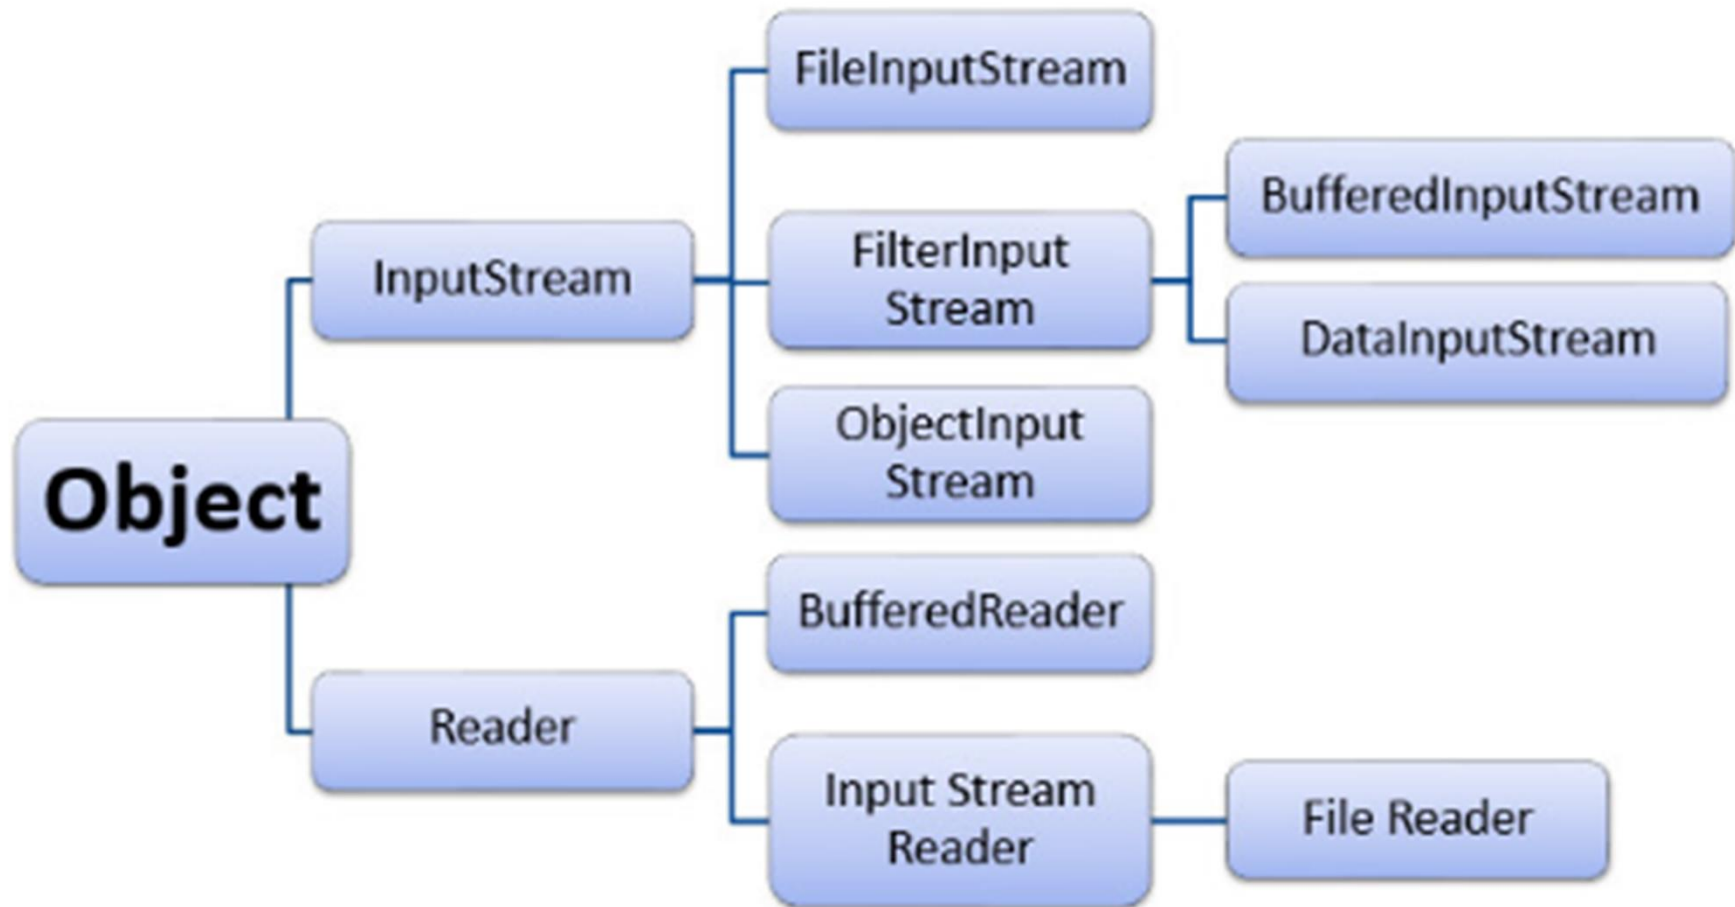 FileInputStream
BufferedInputStream
FilterInput
Stream
InputStream
DataInputStream
ObjectInput
Stream
Object
BufferedReader
Reader
Input Stream
Reader
File Reader